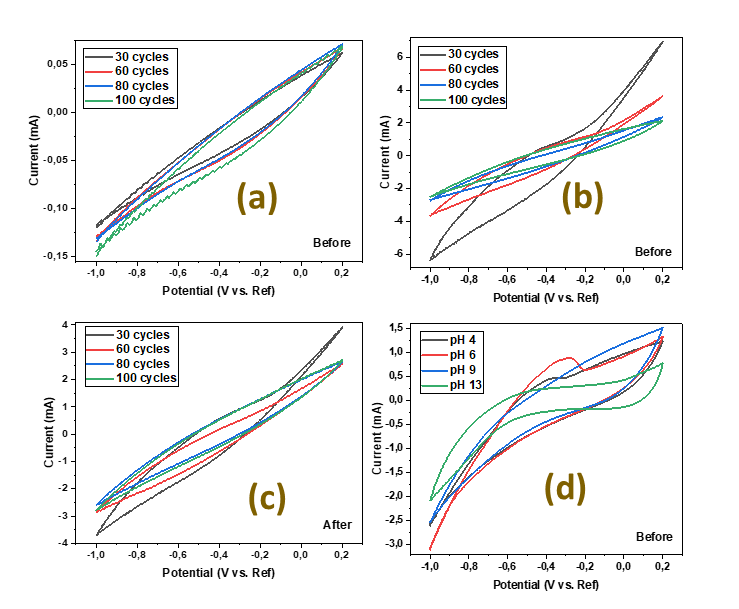 30 cycles
60 cycles
80 cycles
100 cycles
0,05
0,00
-0,05
-0,10
-0,15
Current (mA)
(a)
Before
-1,0 -0,8 -0,6 -0,4 -0,2 0,0 0,2
Potential (V vs. Ref)
30 cycles
60 cycles
80 cycles
100 cycles
6
4
2
0
-2
-4
-6
Current (mA)
(b)
Before
-1,0 -0,8 -0,6 -0,4 -0,2 0,0 0,2
Potential (V vs. Ref)
30 cycles
60 cycles
80 cycles
100 cycles
4
3
2
1
0
-1
-2
-3
-4
Current (mA)
(c)
After
-1,0 -0,8 -0,6 -0,4 -0,2 0,0 0,2
Potential (V vs. Ref)
pH 4
pH 6
pH 9
pH 13
1,5
1,0
0,5
0,0
-0,5
-1,0
-1,5
-2,0
-2,5
-3,0
Current (mA)
(d)
Before
-1,0 -0,8 -0,6 -0,4 -0,2 0,0 0,2
Potential (V vs. Ref)